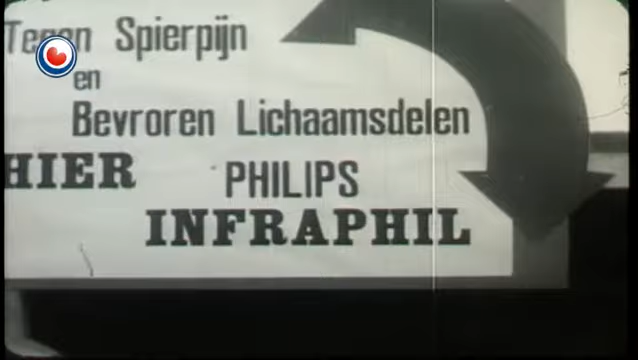 Tegen Spierpijn
en
Bevroren Lichaamsdelen
HIER PHILIPS
INFRAPHIL